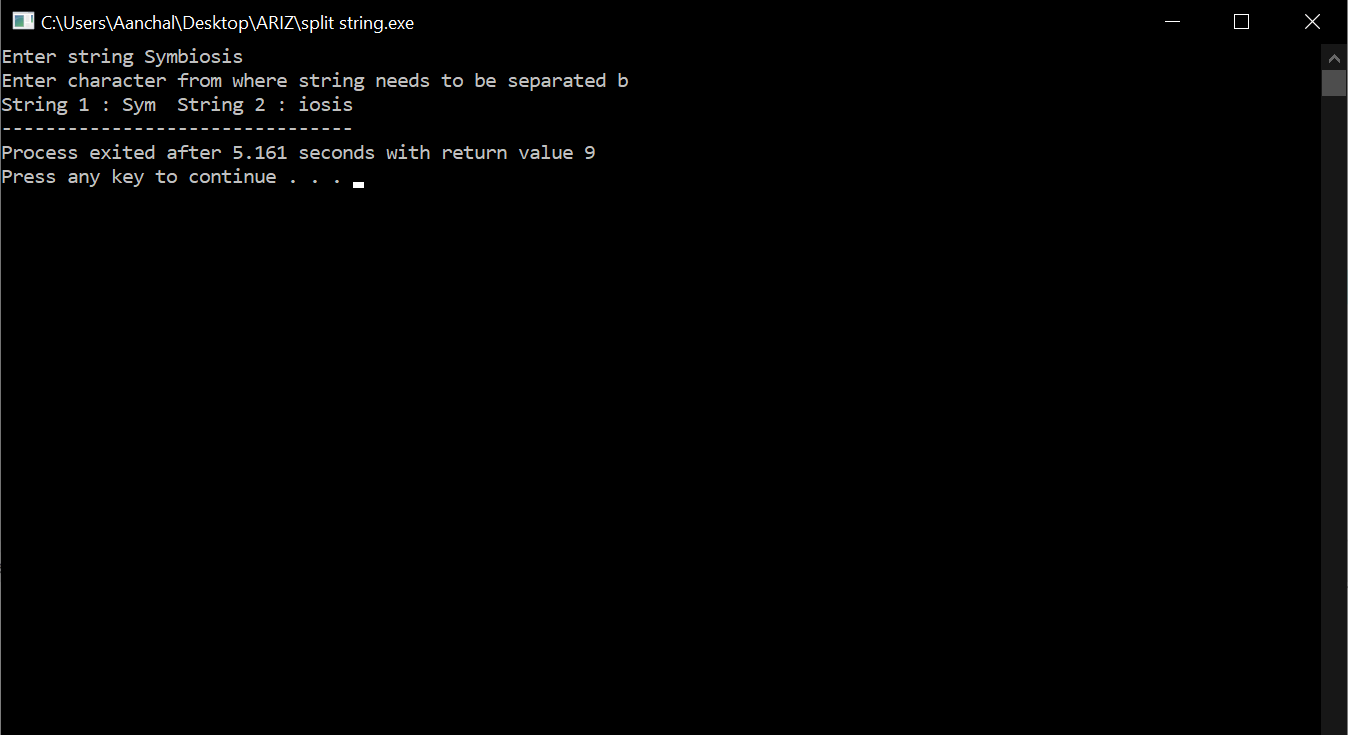 C:\Users\Aanchal\Desktop\ARIZ\split string.exe
Enter string Symbiosis
Enter character from where string needs to be separated b
String 1 : Sym  String 2 : iosis
--------------------------------
Process exited after 5.161 seconds with return value 9
Press any key to continue . . .